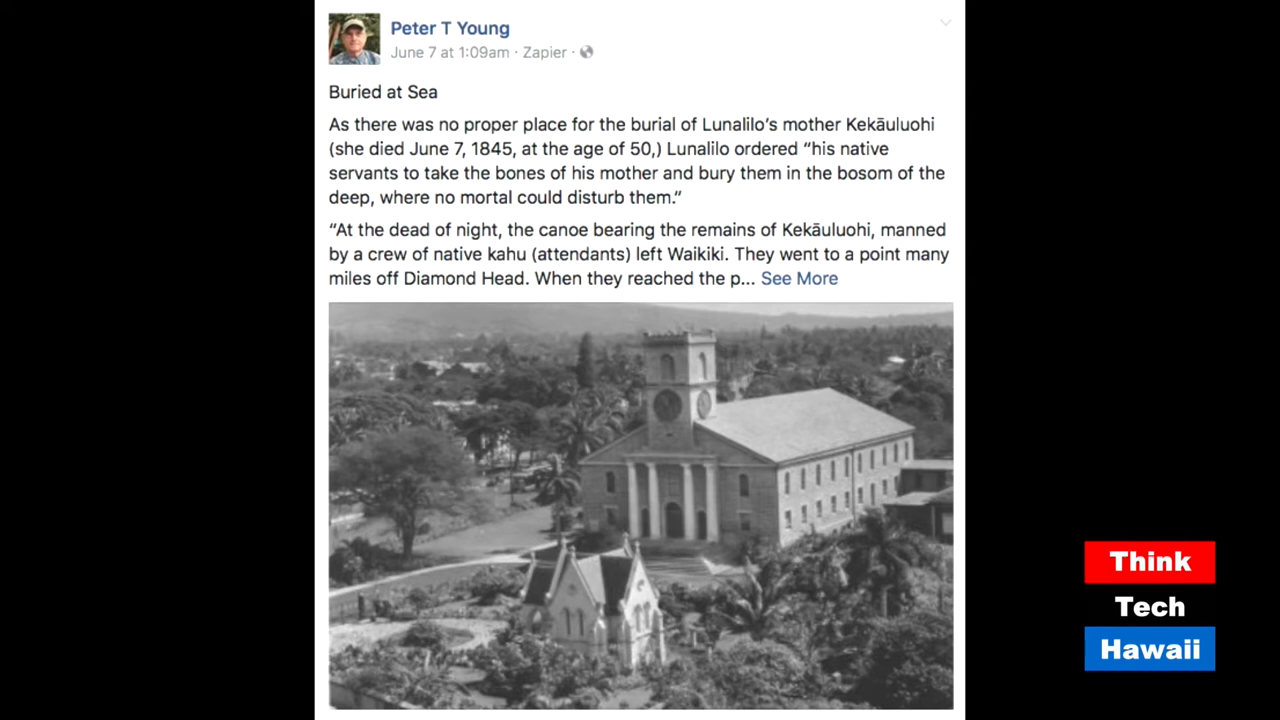 Peter T Young
June 7 at 1:09am · Zapier ·
Buried at Sea
As there was no proper place for the burial of Lunalilo's mother Kekāuluohi
(she died June 7, 1845, at the age of 50,) Lunalilo ordered “his native
servants to take the bones of his mother and bury them in the bosom of the
deep, where no mortal could disturb them.”
“At the dead of night, the canoe bearing the remains of Kekāuluohi, manned
by a crew of native kahu (attendants) left Waikiki. They went to a point many
miles off Diamond Head. When they reached the p... See More
Think
Tech
Hawaii